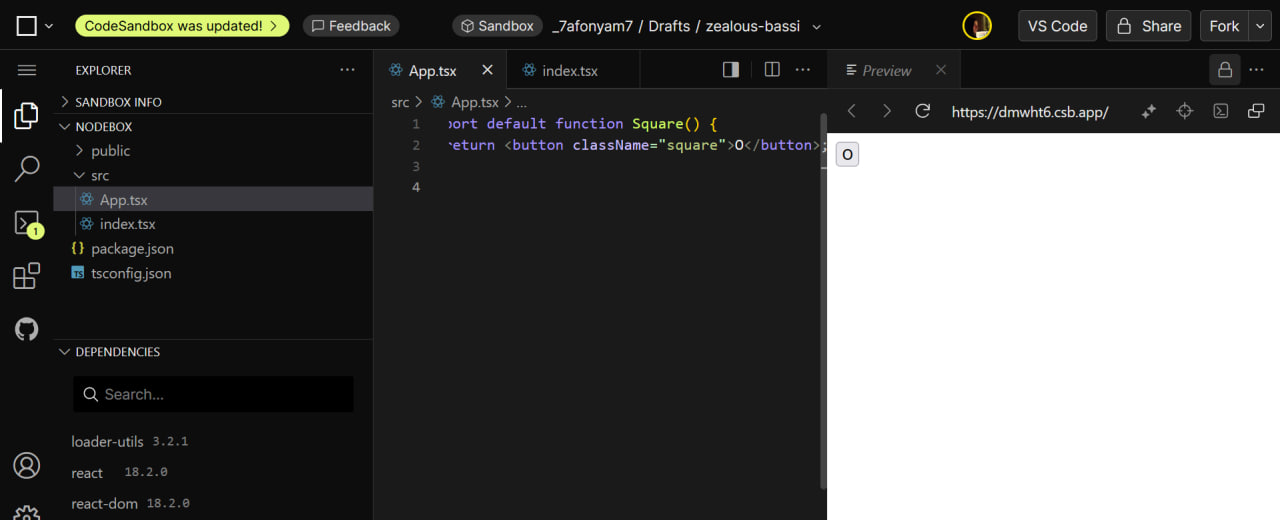 CodeSandbox was updated! >
Feedback
Sandbox
_7afonyam7 / Drafts / zealous-bassi
VS Code
Share
Fork
EXPLORER
SANDBOX INFO
NODEBOX
public
src
App.tsx
index.tsx
package.json
TS tsconfig.json
1
DEPENDENCIES
Search...
loader-utils 3.2.1
react 18.2.0
react-dom 18.2.0
App.tsx
index.tsx
src > App.tsx > ...
1 port default function Square() {
2 return <button className="square">O</button>;
3
4
Preview
https://dmwht6.csb.app/
O